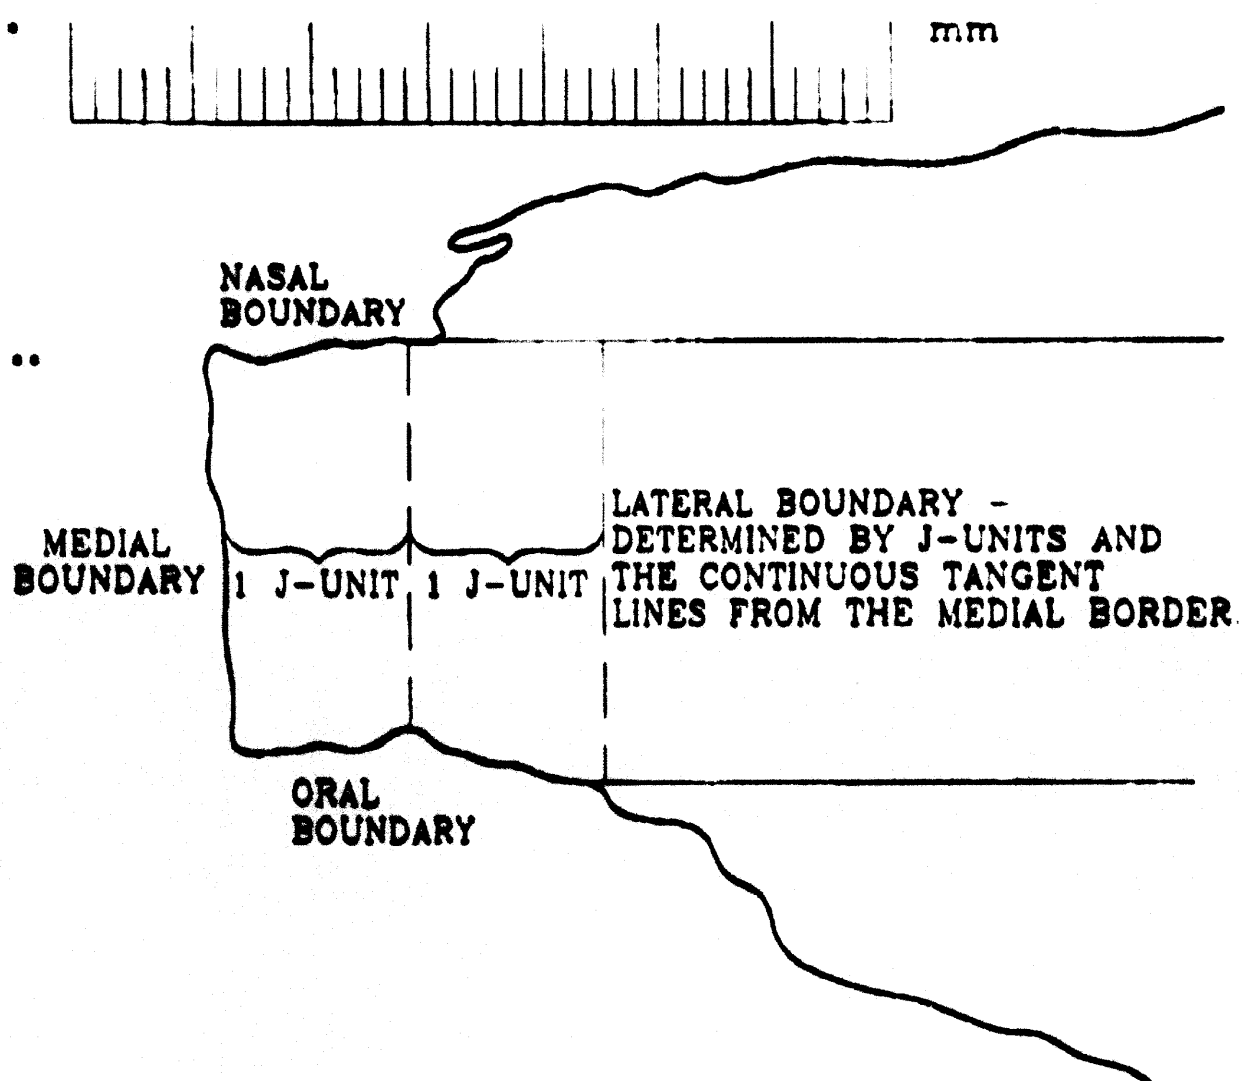 mm
NASAL
BOUNDARY
LATERAL BOUNDARY -
DETERMINED BY J-UNITS AND
THE CONTINUOUS TANGENT
LINES FROM THE MEDIAL BORDER
MEDIAL
BOUNDARY
1 J-UNIT
1 J-UNIT
ORAL
BOUNDARY